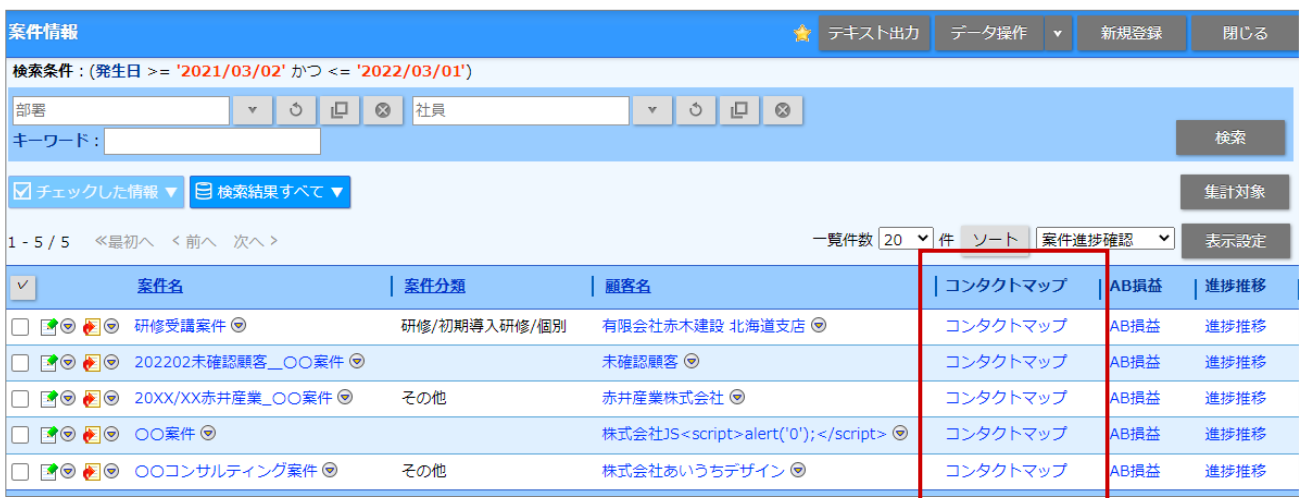 案件情報 テキスト出力 データ操作 ▼ 新規登録 閉じる
検索条件:(発生日 >= '2021/03/02' かつ <= '2022/03/01')
部署 社員
キーワード:
検索
チェックした情報 ▼ 検索結果すべて ▼ 集計対象
1 - 5 / 5 ≪最初へ < 前へ 次へ > 一覧件数 20 件 ソート 案件進捗確認 表示設定
案件名 案件分類 顧客名 コンタクトマップ AB損益 進捗推移
研修受講案件 研修/初期導入研修/個別 有限会社赤木建設 北海道支店 コンタクトマップ AB損益 進捗推移
202202未確認顧客__〇〇案件 未確認顧客 コンタクトマップ AB損益 進捗推移
20XX/XX赤井産業_〇〇案件 その他 赤井産業株式会社 コンタクトマップ AB損益 進捗推移
〇〇案件 株式会社JS<script>alert('0');</script> コンタクトマップ AB損益 進捗推移
〇〇コンサルティング案件 その他 株式会社あいうちデザイン コンタクトマップ AB損益 進捗推移